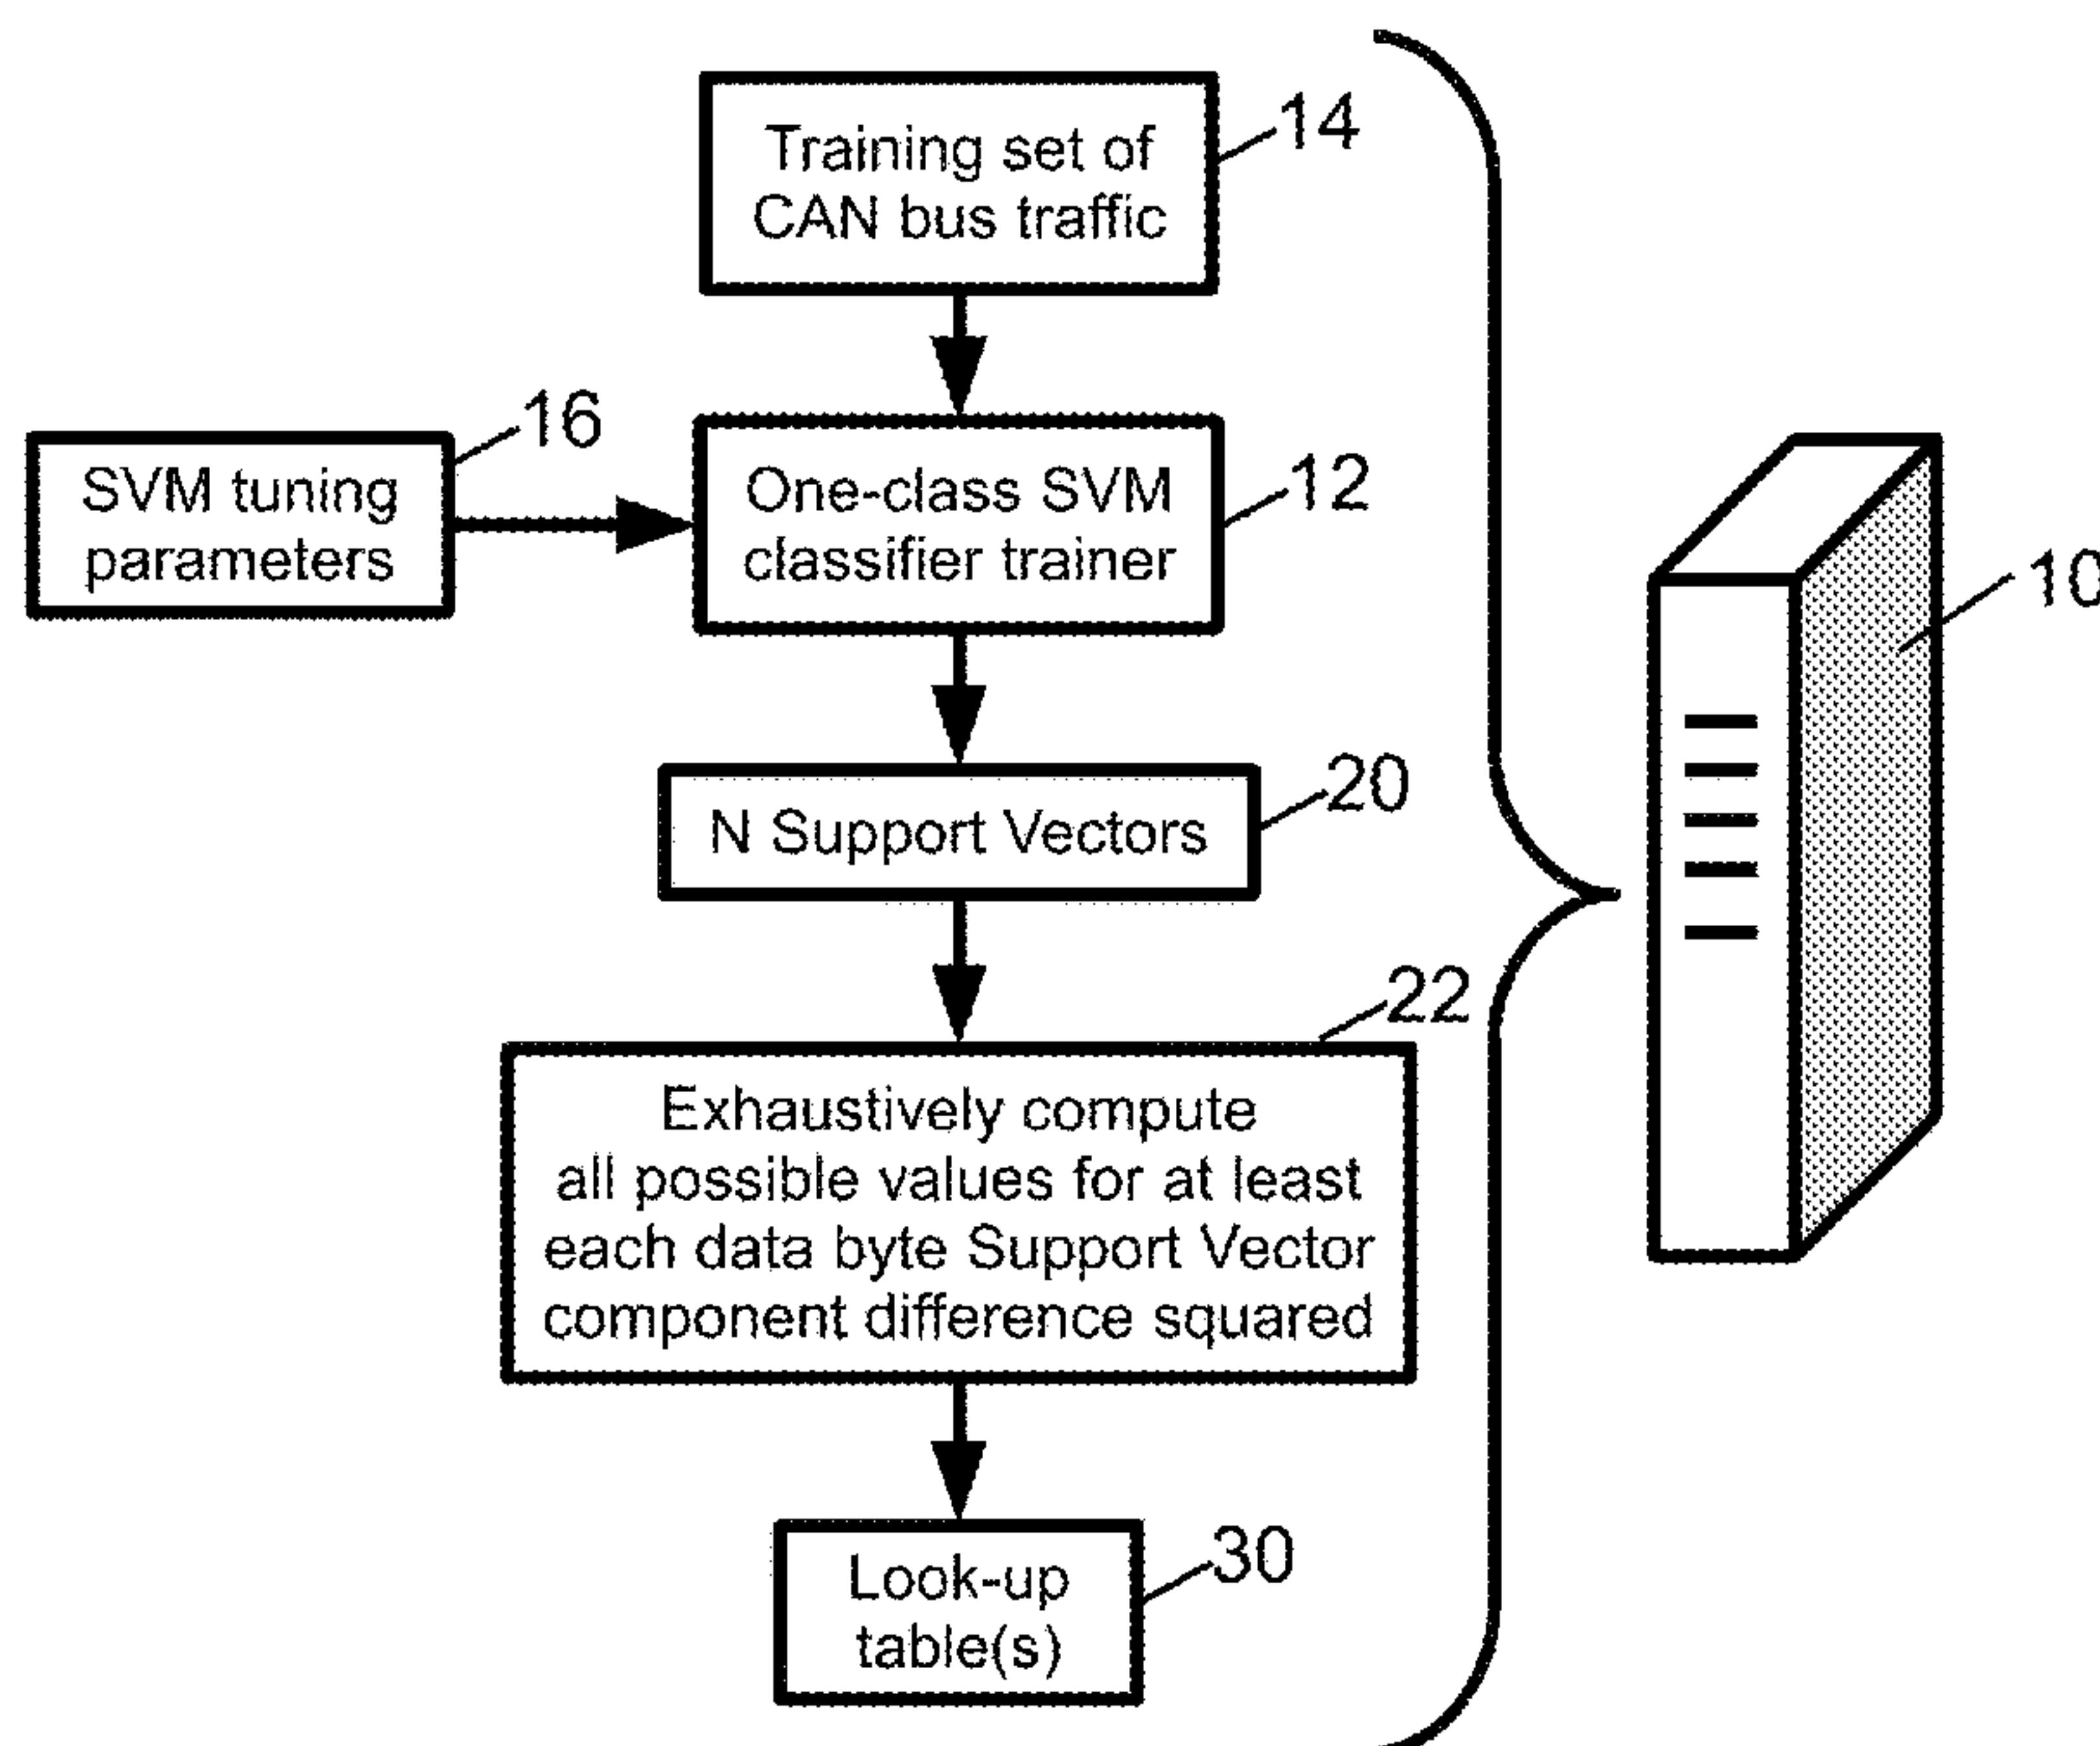 Training set of
CAN bus traffic
14
16
SVM tuning
parameters
One-class SVM
classifier trainer
12
10
N Support Vectors
20
22
Exhaustively compute
all possible values for at least
each data byte Support Vector
component difference squared
Look-up
table(s)
30